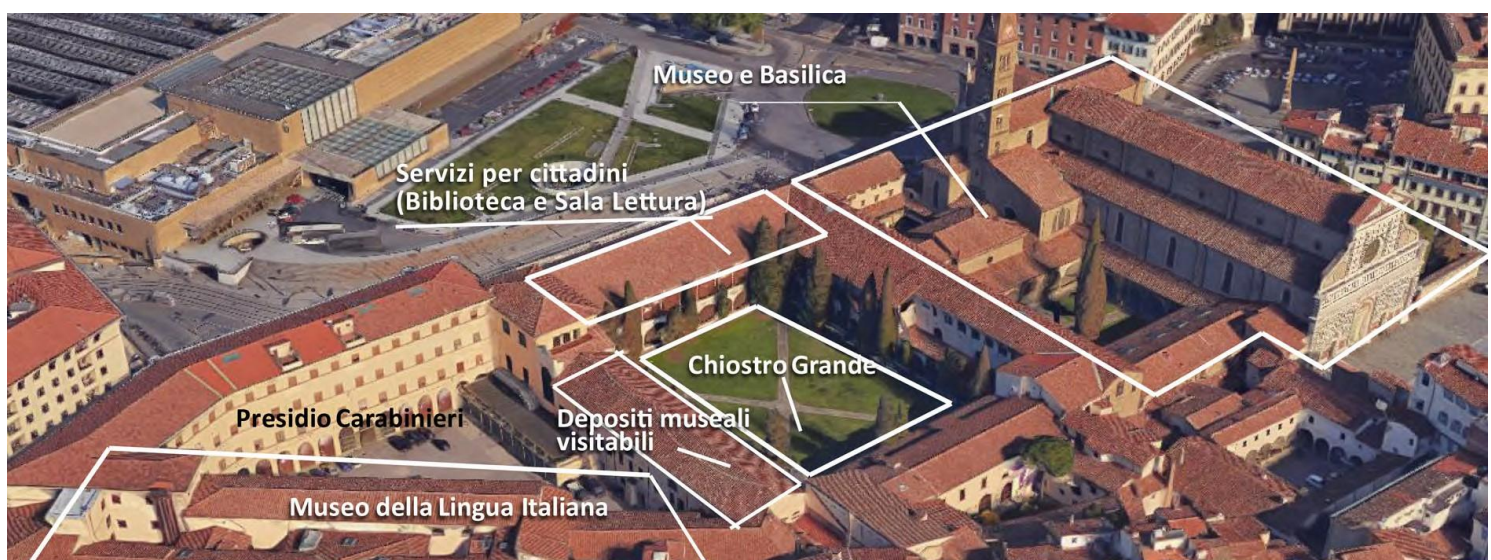 Museo e Basilica
Servizi per cittadini
(Biblioteca e Sala Lettura)
Chiostro Grande
Presidio Carabinieri
Depositi museali
visitabili
Museo della Lingua Italiana